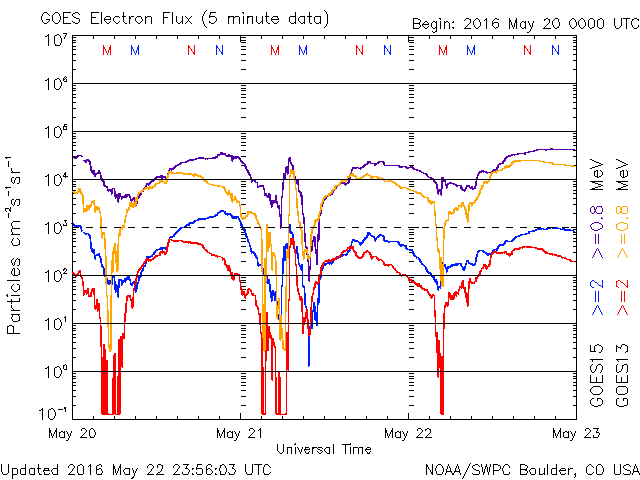 GOES Electron Flux (5 minute data)
Begin: 2016 May 20 0000 UTC
M M N N M M N N M M N N
10⁷
10⁶
10⁵
10⁴
10³
10²
10¹
10⁰
10⁻¹
Particles cm⁻²s⁻¹sr⁻¹
May 20
May 21
May 22
May 23
Universal Time
GOES15 >=2 >=0.8 MeV
GOES13 >=2 >=0.8 MeV
Updated 2016 May 22 23:56:03 UTC
NOAA/SWPC Boulder, CO USA